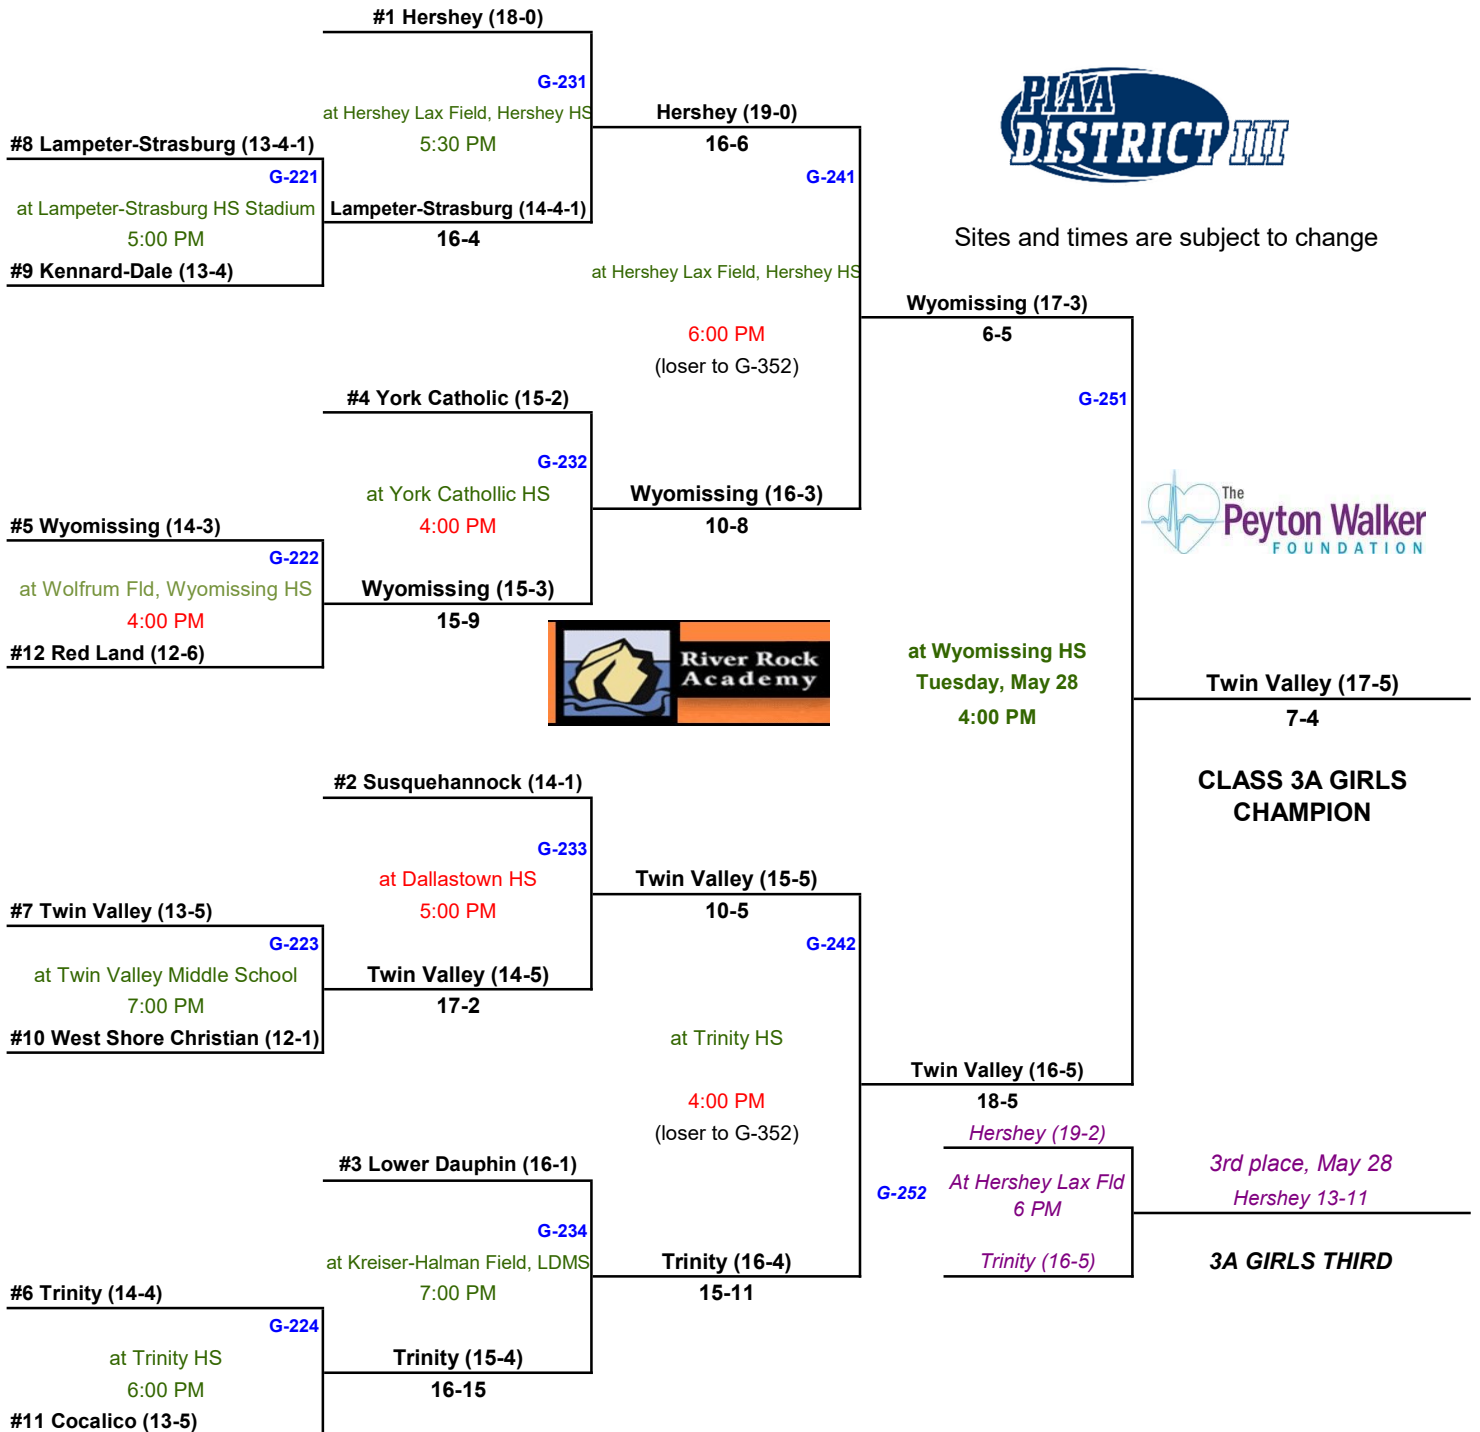 #1 Hershey (18-0)
G-231
at Hershey Lax Field, Hershey HS
5:30 PM
#8 Lampeter-Strasburg (13-4-1)
G-221
at Lampeter-Strasburg HS Stadium
5:00 PM
#9 Kennard-Dale (13-4)
Lampeter-Strasburg (14-4-1)
16-4
Hershey (19-0)
16-6
G-241
at Hershey Lax Field, Hershey HS
6:00 PM
(loser to G-352)
PIAA
DISTRICT III
Sites and times are subject to change
Wyomissing (17-3)
6-5
G-251
#4 York Catholic (15-2)
G-232
at York Cathollic HS
4:00 PM
#5 Wyomissing (14-3)
G-222
at Wolfrum Fld, Wyomissing HS
4:00 PM
#12 Red Land (12-6)
Wyomissing (15-3)
15-9
Wyomissing (16-3)
10-8
The
Peyton Walker
FOUNDATION
River Rock
Academy
at Wyomissing HS
Tuesday, May 28
4:00 PM
Twin Valley (17-5)
7-4
CLASS 3A GIRLS
CHAMPION
#2 Susquehannock (14-1)
G-233
at Dallastown HS
5:00 PM
#7 Twin Valley (13-5)
G-223
at Twin Valley Middle School
7:00 PM
#10 West Shore Christian (12-1)
Twin Valley (14-5)
17-2
Twin Valley (15-5)
10-5
G-242
at Trinity HS
4:00 PM
(loser to G-352)
Twin Valley (16-5)
18-5
#3 Lower Dauphin (16-1)
G-234
at Kreiser-Halman Field, LDMS
7:00 PM
#6 Trinity (14-4)
G-224
at Trinity HS
6:00 PM
#11 Cocalico (13-5)
Trinity (15-4)
16-15
Trinity (16-4)
15-11
Hershey (19-2)
G-252
At Hershey Lax Fld
6 PM
Trinity (16-5)
3rd place, May 28
Hershey 13-11
3A GIRLS THIRD